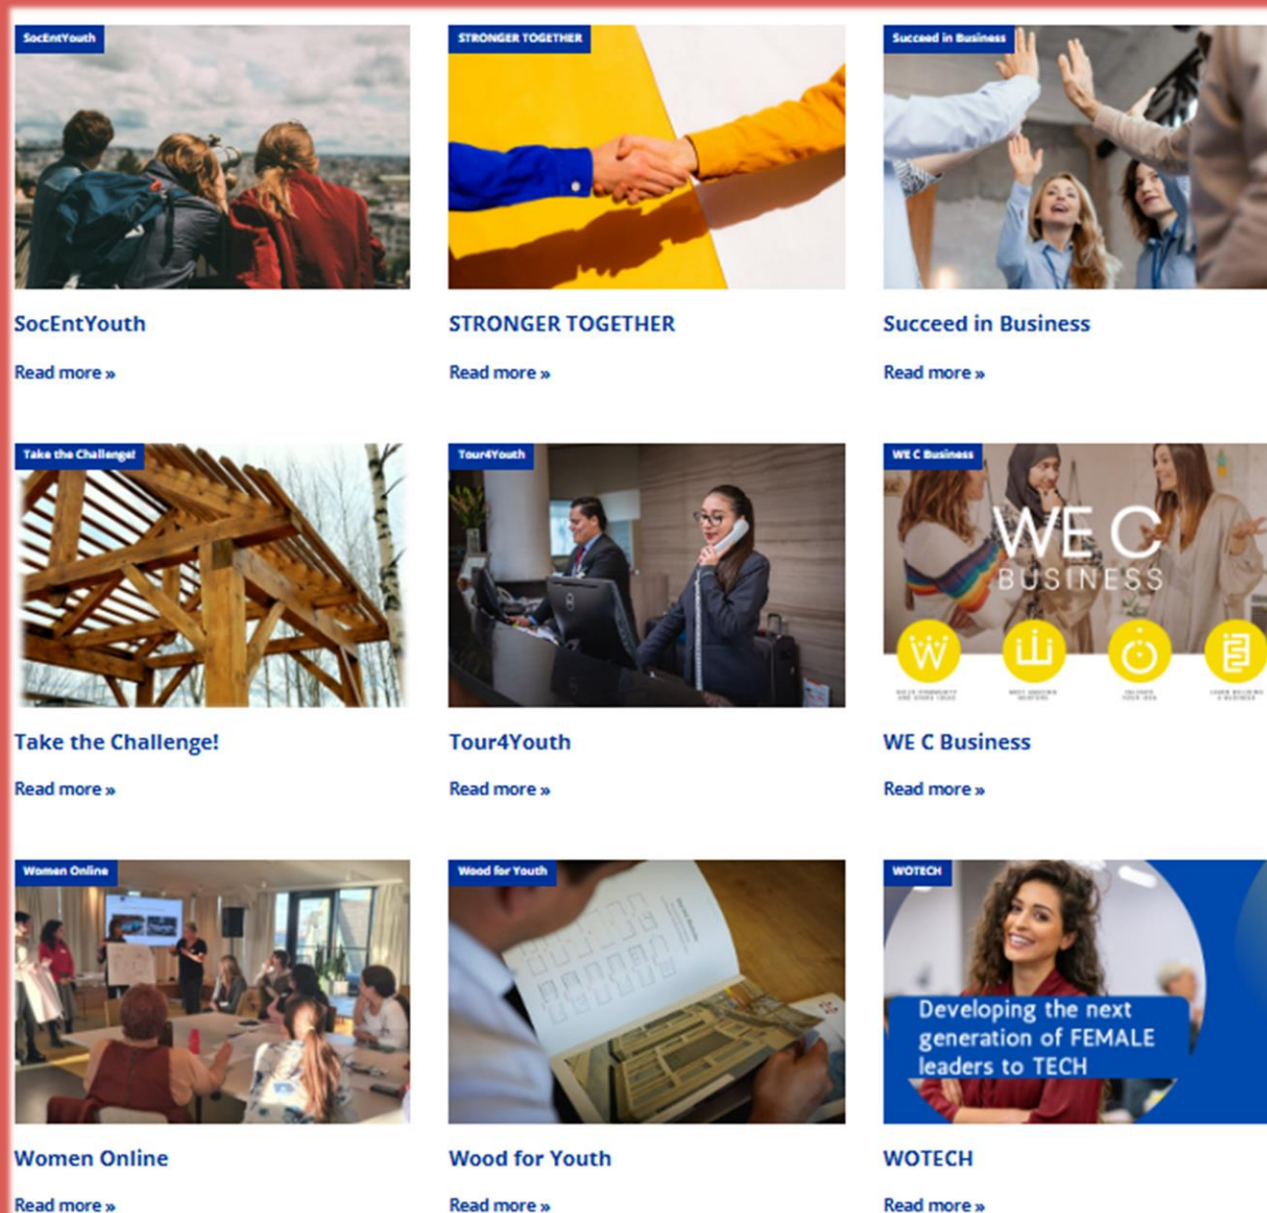 SocEntYouth
STRONGER TOGETHER
Succeed in Business
SocEntYouth
STRONGER TOGETHER
Succeed in Business
Read more »
Read more »
Read more »
Take the Challenge!
Tour4Youth
WE C Business
WE C
BUSINESS
Take the Challenge!
Tour4Youth
WE C Business
Read more »
Read more »
Read more »
Women Online
Wood for Youth
WOTECH
Developing the next
generation of FEMALE
leaders to TECH
Women Online
Wood for Youth
WOTECH
Read more »
Read more »
Read more »